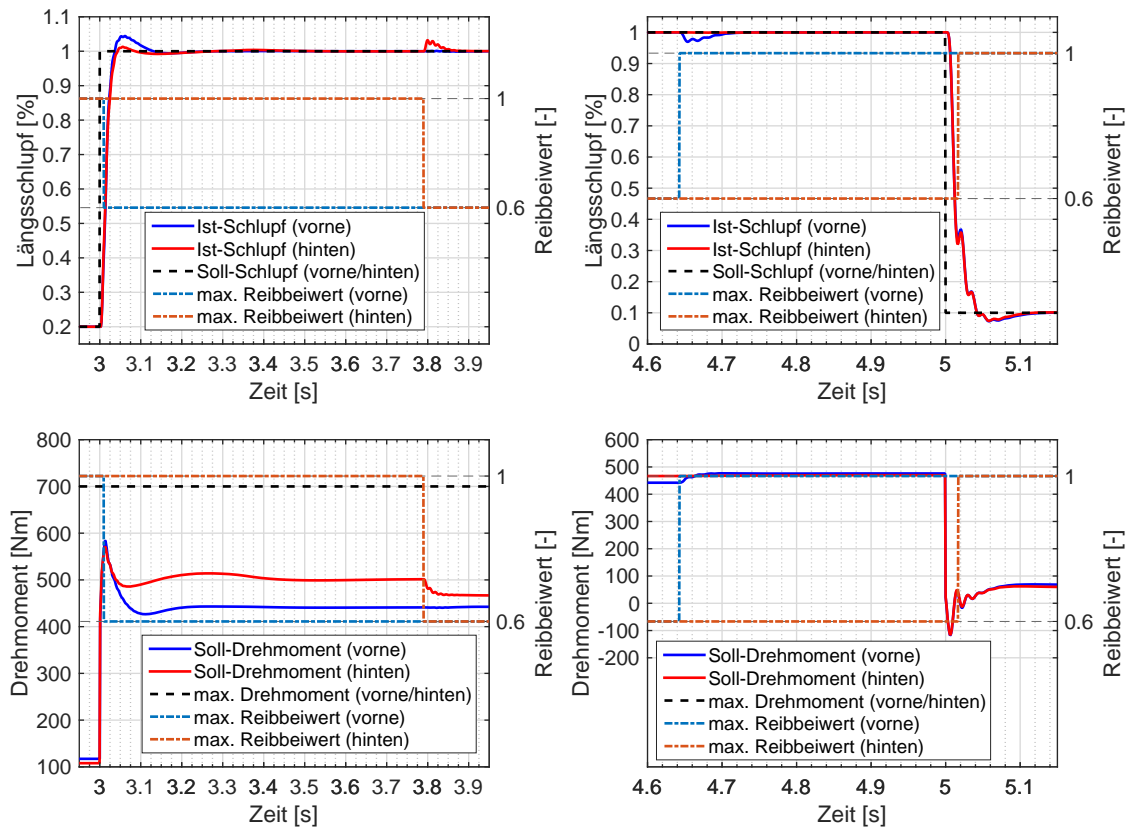 1.1
1
0.9
0.8
0.7
0.6
0.5
0.4
0.3
0.2
Längsschlupf [%]
1
0.6
Reibbeiwert [-]
Ist-Schlupf (vorne)
Ist-Schlupf (hinten)
Soll-Schlupf (vorne/hinten)
max. Reibbeiwert (vorne)
max. Reibbeiwert (hinten)
3 3.1 3.2 3.3 3.4 3.5 3.6 3.7 3.8 3.9
Zeit [s]
1
0.9
0.8
0.7
0.6
0.5
0.4
0.3
0.2
0.1
0
Längsschlupf [%]
1
0.6
Reibbeiwert [-]
Ist-Schlupf (vorne)
Ist-Schlupf (hinten)
Soll-Schlupf (vorne/hinten)
max. Reibbeiwert (vorne)
max. Reibbeiwert (hinten)
4.6 4.7 4.8 4.9 5 5.1
Zeit [s]
800
700
600
500
400
300
200
100
Drehmoment [Nm]
1
0.6
Reibbeiwert [-]
Soll-Drehmoment (vorne)
Soll-Drehmoment (hinten)
max. Drehmoment (vorne/hinten)
max. Reibbeiwert (vorne)
max. Reibbeiwert (hinten)
3 3.1 3.2 3.3 3.4 3.5 3.6 3.7 3.8 3.9
Zeit [s]
600
500
400
300
200
100
0
-100
-200
Drehmoment [Nm]
1
0.6
Reibbeiwert [-]
Soll-Drehmoment (vorne)
Soll-Drehmoment (hinten)
max. Drehmoment (vorne/hinten)
max. Reibbeiwert (vorne)
max. Reibbeiwert (hinten)
4.6 4.7 4.8 4.9 5 5.1
Zeit [s]